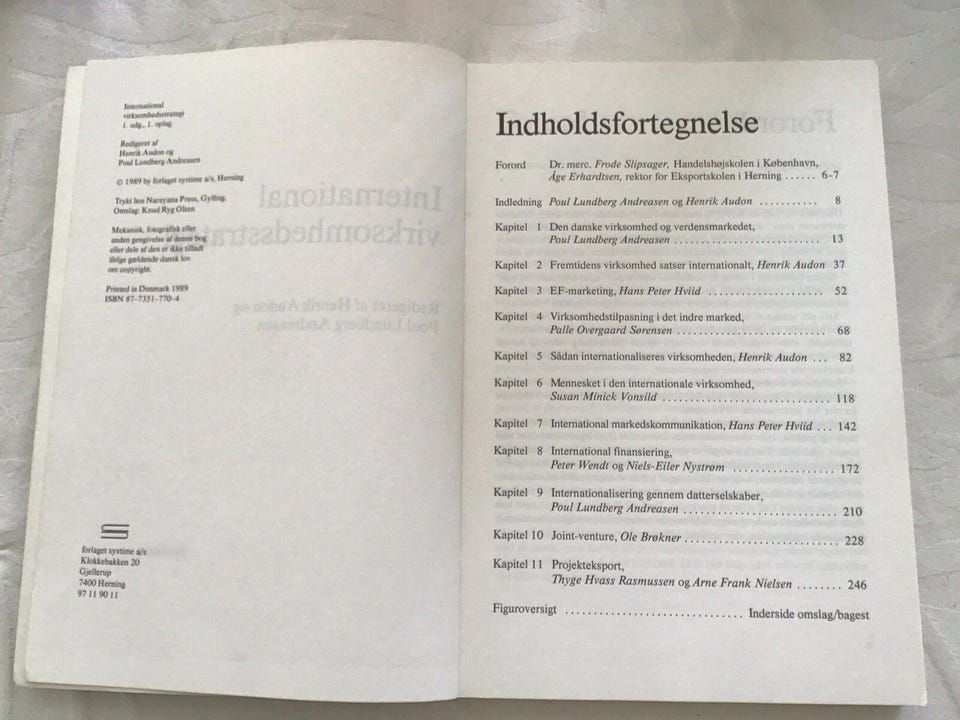 International
virksomhedsstrategi
1. udg., 1. oplag
Redigeret af
Henrik Audon og
Poul Lundberg Andreasen
© 1989 by forlaget systime a/s, Herning
Trykt hos Narayana Press, Gylling.
Omslag: Knud Ryg Olsen
Mekanisk, fotografisk eller
anden gengivelse af denne bog
eller dele af den er ikke tilladt
ifølge gældende dansk lov
om copyright.
Printed in Denmark 1989
ISBN 87-7351-770-4
forlaget systime a/s
Klokkebakken 20
Gjellerup
7400 Herning
97 11 90 11
Indholdsfortegnelse
Forord Dr. merc. Frode Slipsager, Handelshøjskolen i København,
Åge Erhardtsen, rektor for Eksportskolen i Herning ...... 6-7
Indledning Poul Lundberg Andreasen og Henrik Audon ........... 8
Kapitel 1 Den danske virksomhed og verdensmarkedet,
Poul Lundberg Andreasen ........................... 13
Kapitel 2 Fremtidens virksomhed satser internationalt, Henrik Audon 37
Kapitel 3 EF-marketing, Hans Peter Hviid ...................... 52
Kapitel 4 Virksomhedstilpasning i det indre marked,
Palle Overgaard Sørensen ........................... 68
Kapitel 5 Sådan internationaliseres virksomheden, Henrik Audon ... 82
Kapitel 6 Mennesket i den internationale virksomhed,
Susan Minick Vonsild ............................. 118
Kapitel 7 International markedskommunikation, Hans Peter Hviid ... 142
Kapitel 8 International finansiering,
Peter Wendt og Niels-Eiler Nystrøm ................. 172
Kapitel 9 Internationalisering gennem datterselskaber,
Poul Lundberg Andreasen ........................... 210
Kapitel 10 Joint-venture, Ole Brøkner .......................... 228
Kapitel 11 Projekteksport,
Thyge Hvass Rasmussen og Arne Frank Nielsen ........ 246
Figuroversigt .............................. Inderside omslag/bagest